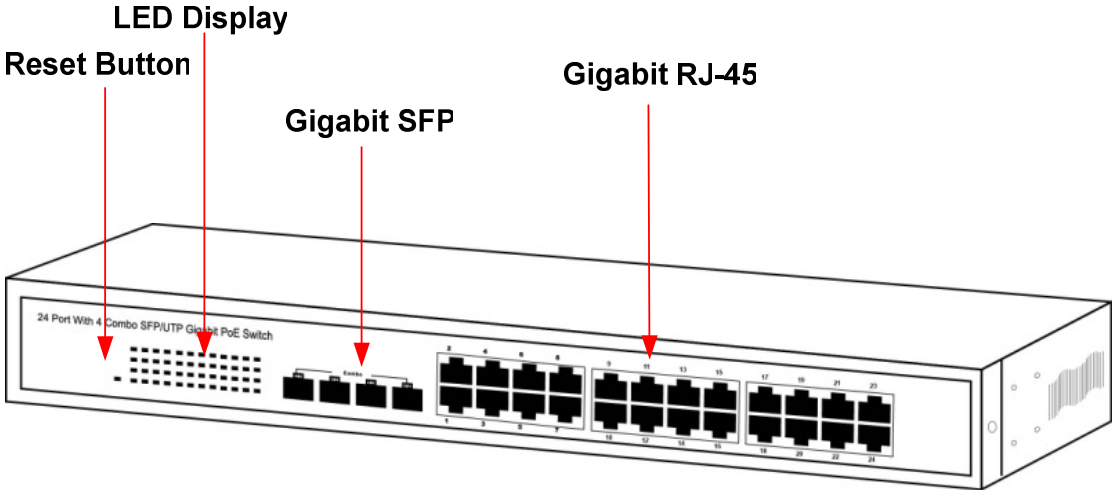 LED Display
Reset Button
Gigabit RJ-45
Gigabit SFP
24 Port With 4 Combo SFP/UTP Gigabit PoE Switch
Combo
2 4 6 8
9 11 13 15
17 19 21 23
1 3 5 7
10 12 14 16
18 20 22 24